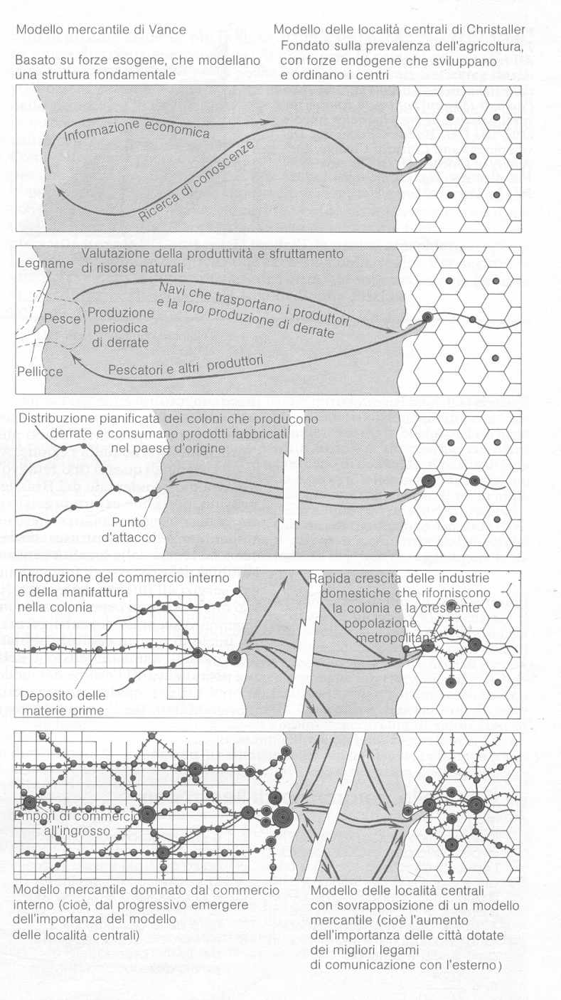 Modello mercantile di Vance
Basato su forze esogene, che modellano
una struttura fondamentale
Modello delle località centrali di Christaller
Fondato sulla prevalenza dell'agricoltura,
con forze endogene che sviluppano
e ordinano i centri
Informazione economica
Ricerca di conoscenze
Legname
Valutazione della produttività e sfruttamento
di risorse naturali
Navi che trasportano i produttori
e la loro produzione di derrate
Pesce
Produzione
periodica
di derrate
Pellicce
Pescatori e altri produttori
Distribuzione pianificata dei coloni che producono
derrate e consumano prodotti fabbricati
nel paese d'origine
Punto
d'attacco
Introduzione del commercio interno
e della manifattura
nella colonia
Rapida crescita delle industrie
domestiche che riforniscono
la colonia e la crescente
popolazione
metropolitana
Deposito delle
materie prime
Empori di commercio
all'ingrosso
Modello mercantile dominato dal commercio
interno (cioè, dal progressivo emergere
dell'importanza del modello
delle località centrali)
Modello delle località centrali
con sovrapposizione di un modello
mercantile (cioè l'aumento
dell'importanza delle città dotate
dei migliori legami
di comunicazione con l'esterno)